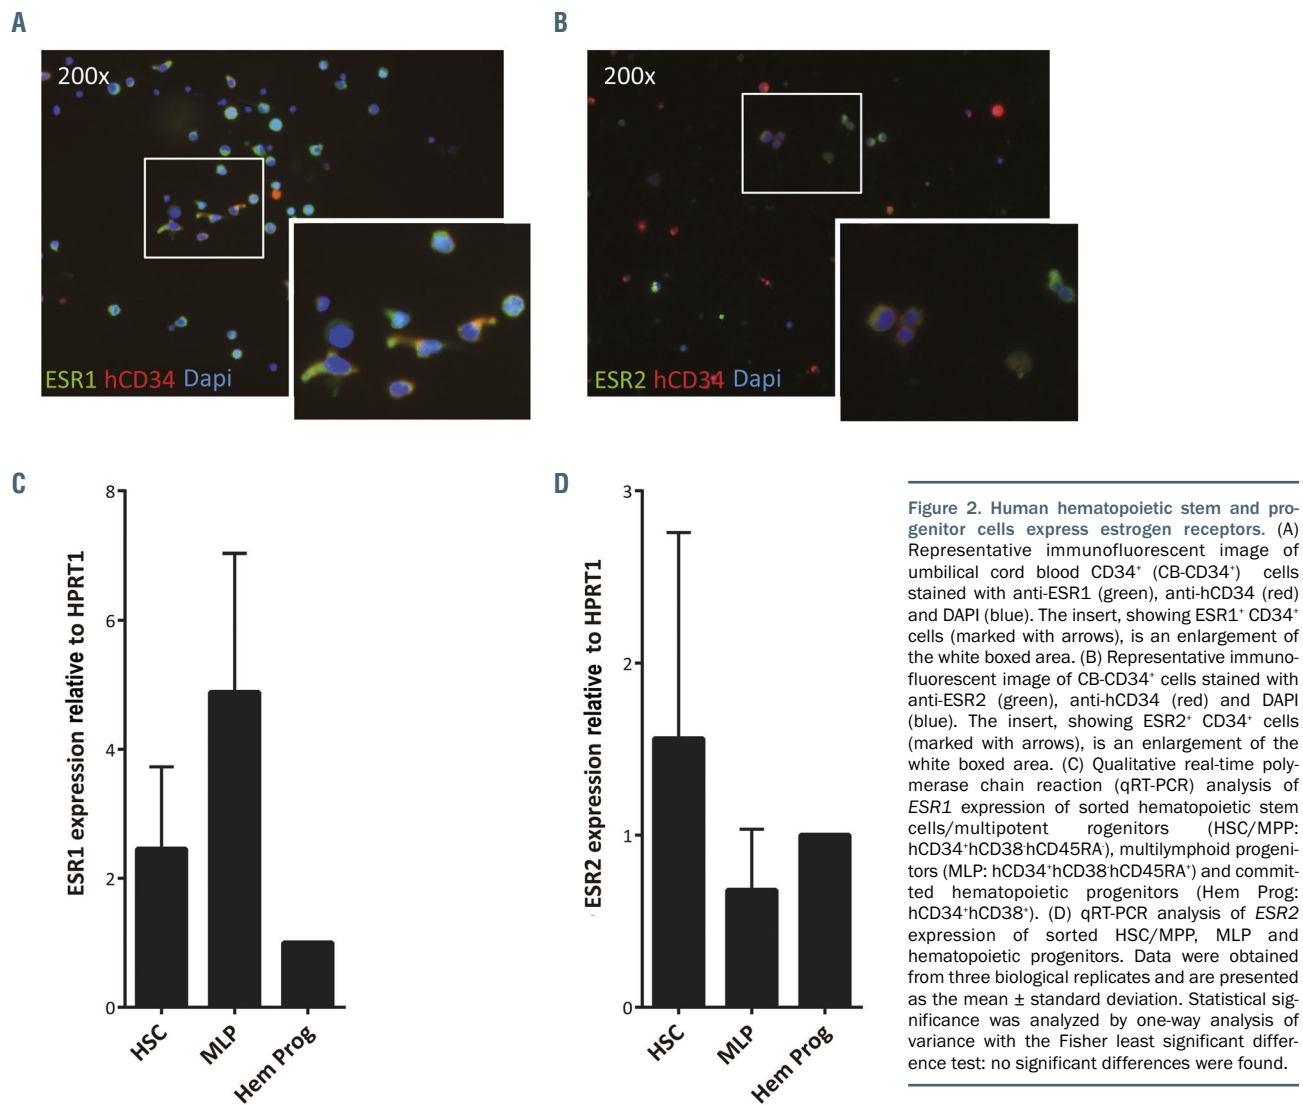 A
B
200x
200x
ESR1 hCD34 Dapi
ESR2 hCD34 Dapi
C
D
ESR1 expression relative to HPRT1
8
6
4
2
0
HSC
MLP
Hem Prog
ESR2 expression relative to HPRT1
3
2
1
0
HSC
MLP
Hem Prog
Figure 2. Human hematopoietic stem and pro-
genitor cells express estrogen receptors. (A)
Representative immunofluorescent image of
umbilical cord blood CD34⁺ (CB-CD34⁺) cells
stained with anti-ESR1 (green), anti-hCD34 (red)
and DAPI (blue). The insert, showing ESR1⁺ CD34⁺
cells (marked with arrows), is an enlargement of
the white boxed area. (B) Representative immuno-
fluorescent image of CB-CD34⁺ cells stained with
anti-ESR2 (green), anti-hCD34 (red) and DAPI
(blue). The insert, showing ESR2⁺ CD34⁺ cells
(marked with arrows), is an enlargement of the
white boxed area. (C) Qualitative real-time poly-
merase chain reaction (qRT-PCR) analysis of
ESR1 expression of sorted hematopoietic stem
cells/multipotent rogenitors (HSC/MPP:
hCD34⁺hCD38⁻hCD45RA⁻), multilymphoid progeni-
tors (MLP: hCD34⁺hCD38⁻hCD45RA⁺) and commit-
ted hematopoietic progenitors (Hem Prog:
hCD34⁺hCD38⁺). (D) qRT-PCR analysis of ESR2
expression of sorted HSC/MPP, MLP and
hematopoietic progenitors. Data were obtained
from three biological replicates and are presented
as the mean ± standard deviation. Statistical sig-
nificance was analyzed by one-way analysis of
variance with the Fisher least significant differ-
ence test: no significant differences were found.